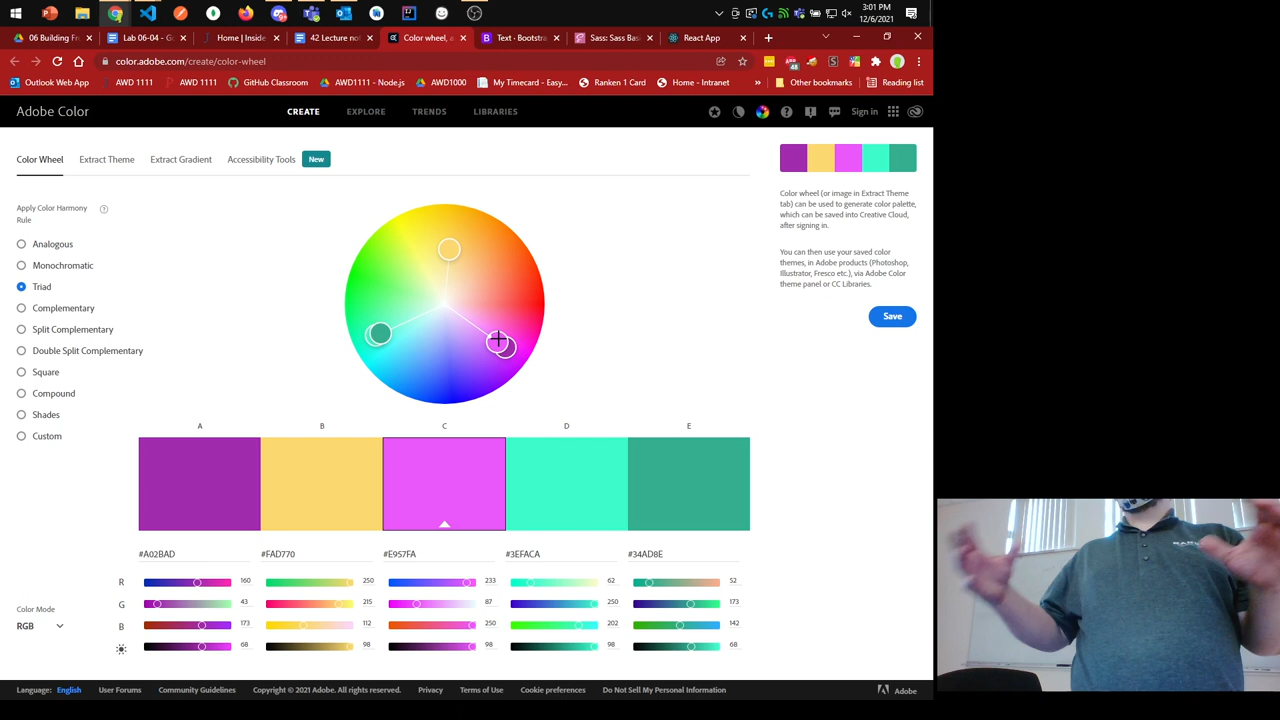 3:01 PM
12/6/2021
06 Building Fr
Lab 06-04 - G
Home | Inside
42 Lecture not
Color wheel, a
Text · Bootstra
Sass: Sass Bas
React App
color.adobe.com/create/color-wheel
Outlook Web App
AWD 1111
AWD 1111
GitHub Classroom
AWD1111 - Node.js
AWD1000
My Timecard - Easy...
Ranken 1 Card
Home - Intranet
»
Other bookmarks
Reading list
Adobe Color
CREATE
EXPLORE
TRENDS
LIBRARIES
Sign in
Color Wheel
Extract Theme
Extract Gradient
Accessibility Tools
New
Apply Color Harmony
Rule
Analogous
Monochromatic
Triad
Complementary
Split Complementary
Double Split Complementary
Square
Compound
Shades
Custom
Color wheel (or image in Extract Theme
tab) can be used to generate color palette,
which can be saved into Creative Cloud,
after signing in.
You can then use your saved color
themes, in Adobe products (Photoshop,
Illustrator, Fresco etc.), via Adobe Color
theme panel or CC Libraries.
Save
A B C D E
#A02BAD #FAD770 #E957FA #3EFACA #34AD8E
R 160 250 233 62 52
G 43 215 87 250 173
B 173 112 250 202 142
68 98 98 98 68
Color Mode
RGB
Language: English
User Forums
Community Guidelines
Copyright © 2021 Adobe. All rights reserved.
Privacy
Terms of Use
Cookie preferences
Do Not Sell My Personal Information
Adobe